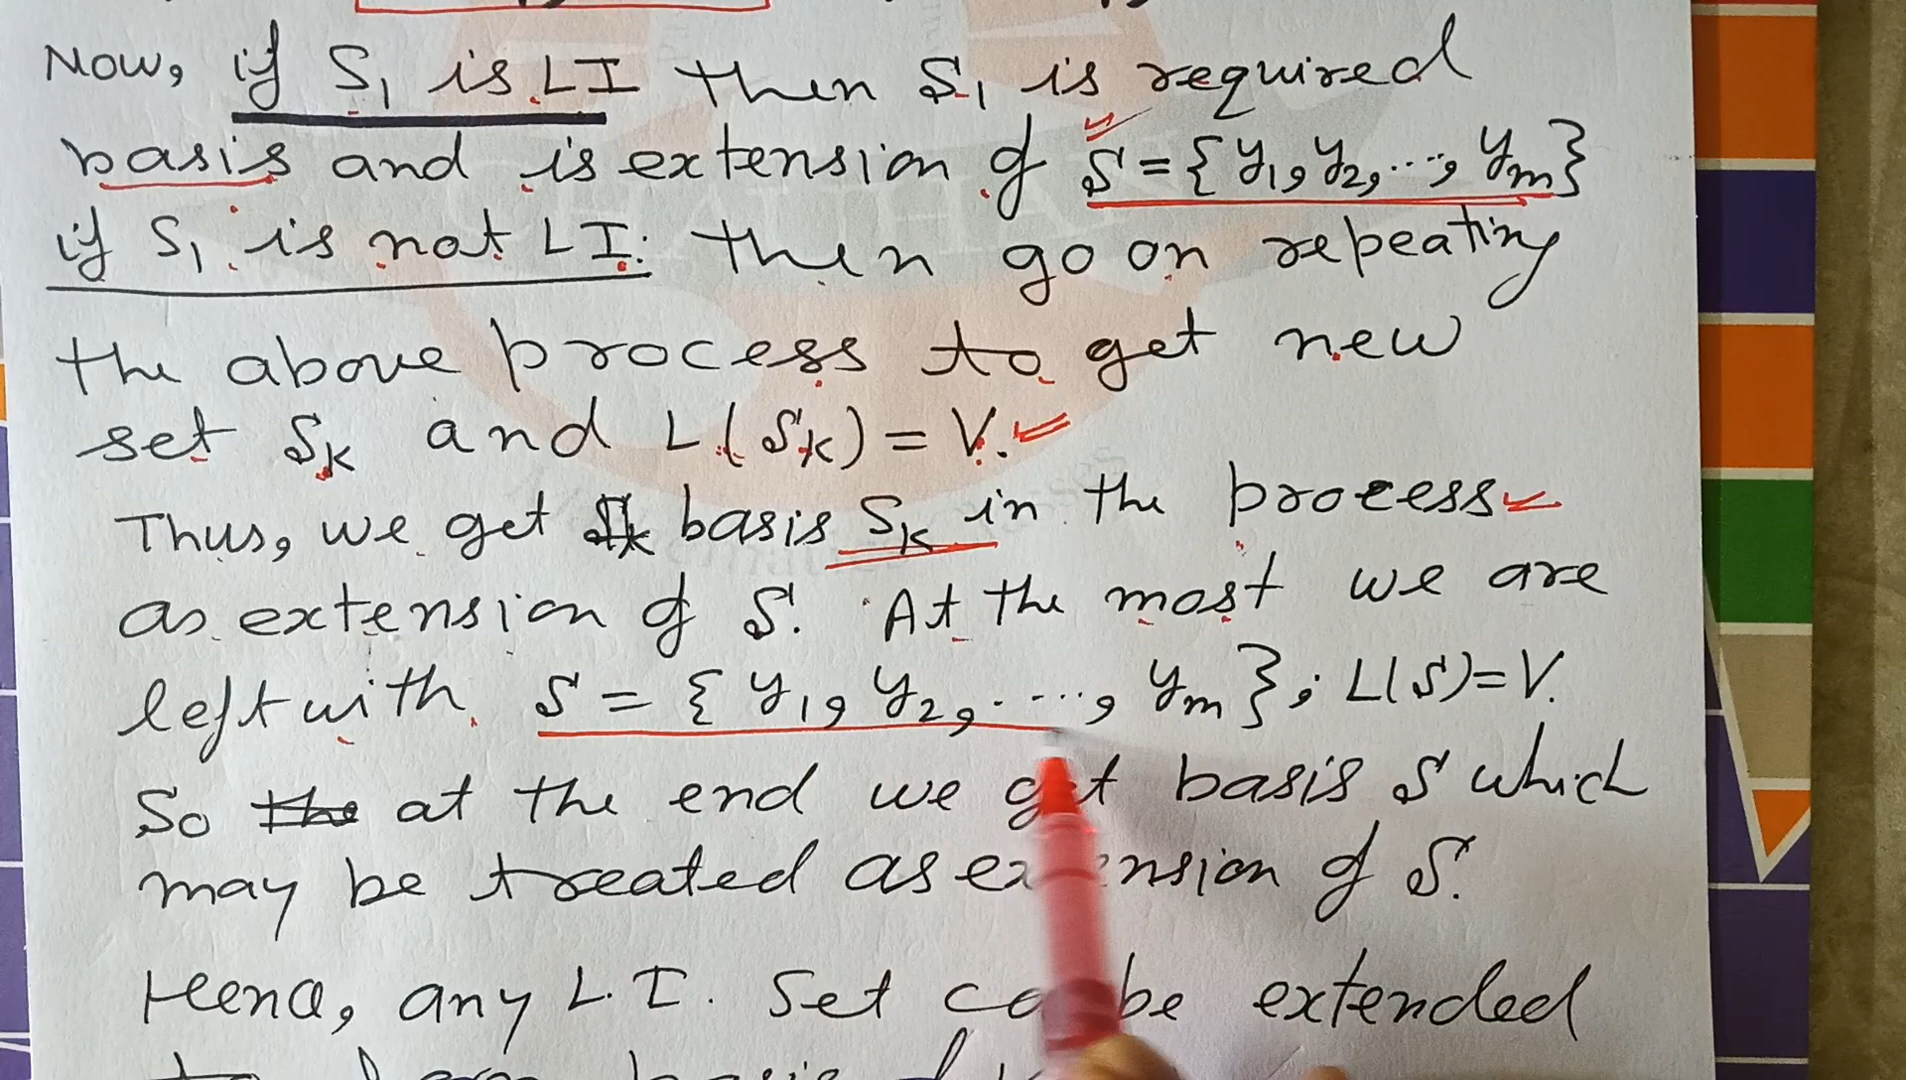 Now, if S₁ is LI then S₁ is required
basis and is extension of S = {y₁, y₂, ..., yₘ}
if S₁ is not LI: then go on repeating
the above process to get new
set Sₖ and L(Sₖ) = V.
Thus, we get basis Sₖ in the process
as extension of S. At the most we are
left with S = {y₁, y₂, ...., yₘ}; L(S) = V.
So at the end we get basis S which
may be treated as extension of S.
Hence, any L.I. Set can be extended